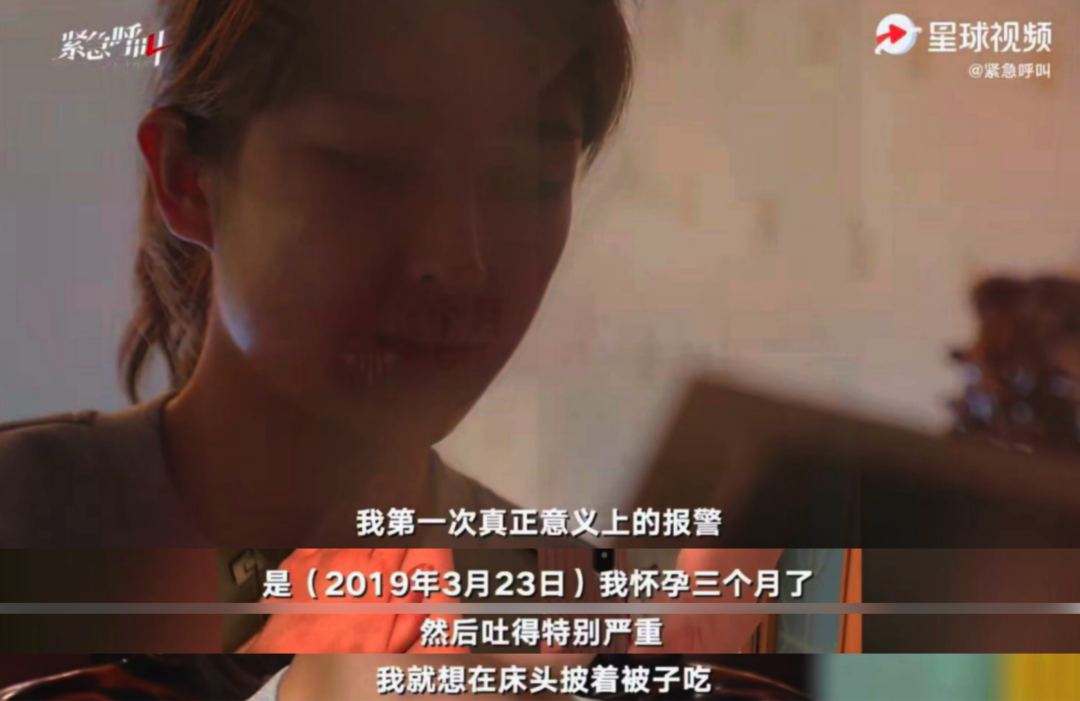 紧急呼叫
星球视频
@紧急呼叫
我第一次真正意义上的报警
是（2019年3月23日）我怀孕三个月了
然后吐得特别严重
我就想在床头披着被子吃